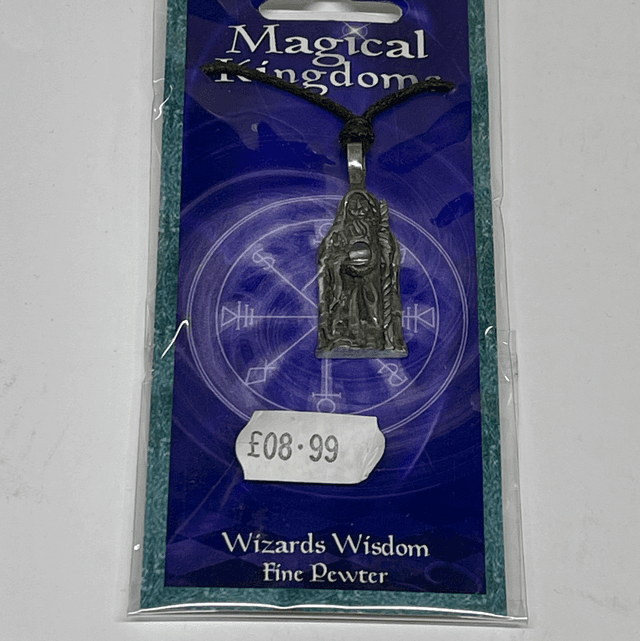 Magical
Kingdoms
£08·99
Wizards Wisdom
Fine Pewter